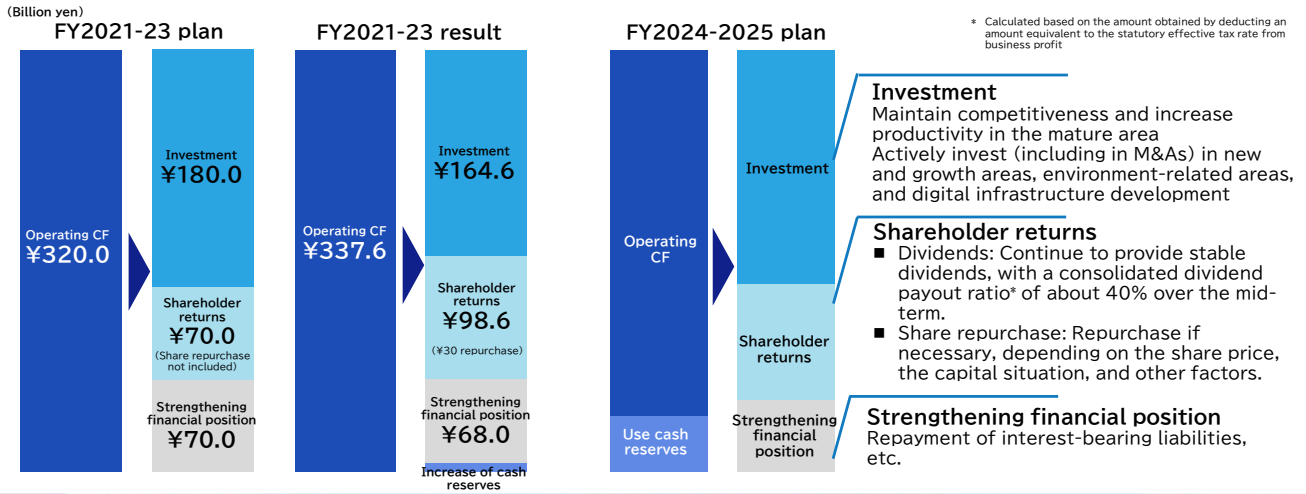 (Billion yen)
FY2021-23 plan
Operating CF
¥320.0
Investment
¥180.0
Shareholder
returns
¥70.0
(Share repurchase
not included)
Strengthening
financial position
¥70.0
FY2021-23 result
Operating CF
¥337.6
Investment
¥164.6
Shareholder
returns
¥98.6
(¥30 repurchase)
Strengthening
financial position
¥68.0
Increase of cash
reserves
FY2024-2025 plan
Operating
CF
Use cash
reserves
Investment
Shareholder
returns
Strengthening
financial
position
* Calculated based on the amount obtained by deducting an
amount equivalent to the statutory effective tax rate from
business profit
Investment
Maintain competitiveness and increase
productivity in the mature area
Actively invest (including in M&As) in new
and growth areas, environment-related areas,
and digital infrastructure development
Shareholder returns
■ Dividends: Continue to provide stable
dividends, with a consolidated dividend
payout ratio* of about 40% over the mid-
term.
■ Share repurchase: Repurchase if
necessary, depending on the share price,
the capital situation, and other factors.
Strengthening financial position
Repayment of interest-bearing liabilities,
etc.